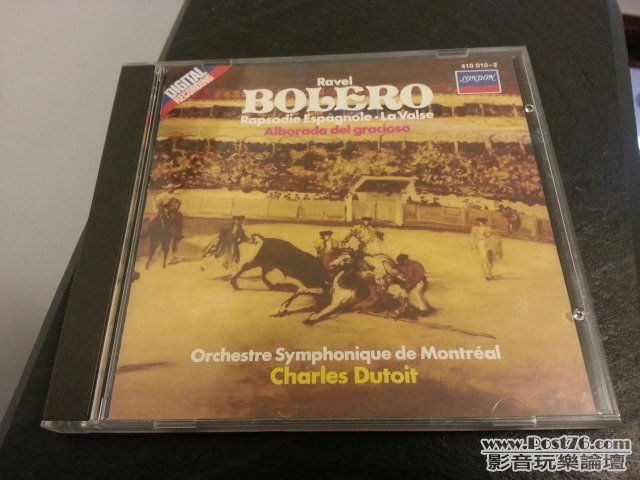 410 010-2
DIGITAL
RECORDING
LONDON
Ravel
BOLERO
Rapsodie Espagnole · La Valse
Alborada del gracioso
Orchestre Symphonique de Montréal
Charles Dutoit
www.Post76.com
影音玩樂論壇